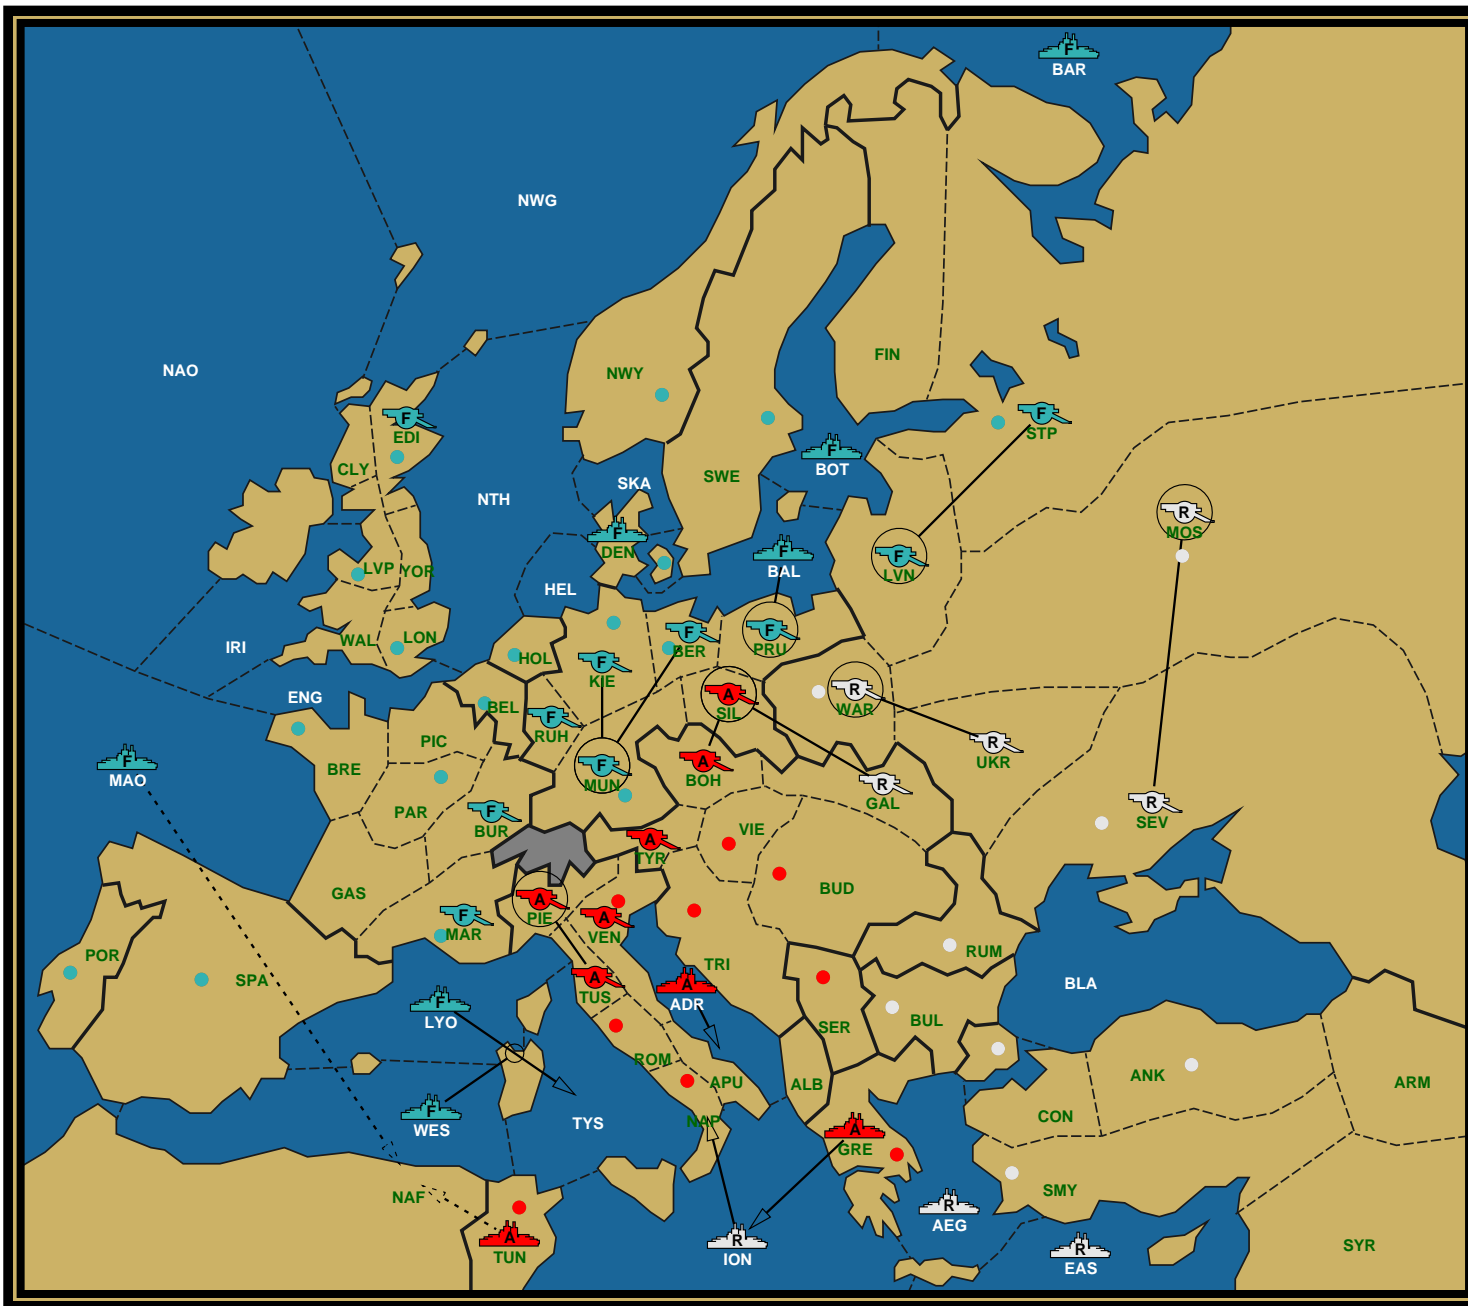 F
BAR
NWG
NAO
FIN
NWY
F
EDI
F
STP
CLY
F
BOT
SWE
SKA
NTH
R
MOS
F
DEN
F
BAL
F
LVN
LVP
YOR
HEL
WAL
LON
IRI
F
BER
F
PRU
HOL
F
KIE
ENG
A
SIL
R
WAR
BEL
F
RUH
PIC
R
UKR
BRE
F
MAO
A
BOH
F
MUN
R
GAL
PAR
F
BUR
R
SEV
VIE
A
TYR
GAS
BUD
A
PIE
F
MAR
A
VEN
POR
SPA
RUM
TRI
A
TUS
A
ADR
BLA
F
LYO
SER
BUL
ROM
APU
ALB
ANK
ARM
F
WES
TYS
NAP
CON
A
GRE
NAF
SMY
R
AEG
A
TUN
R
ION
R
EAS
SYR